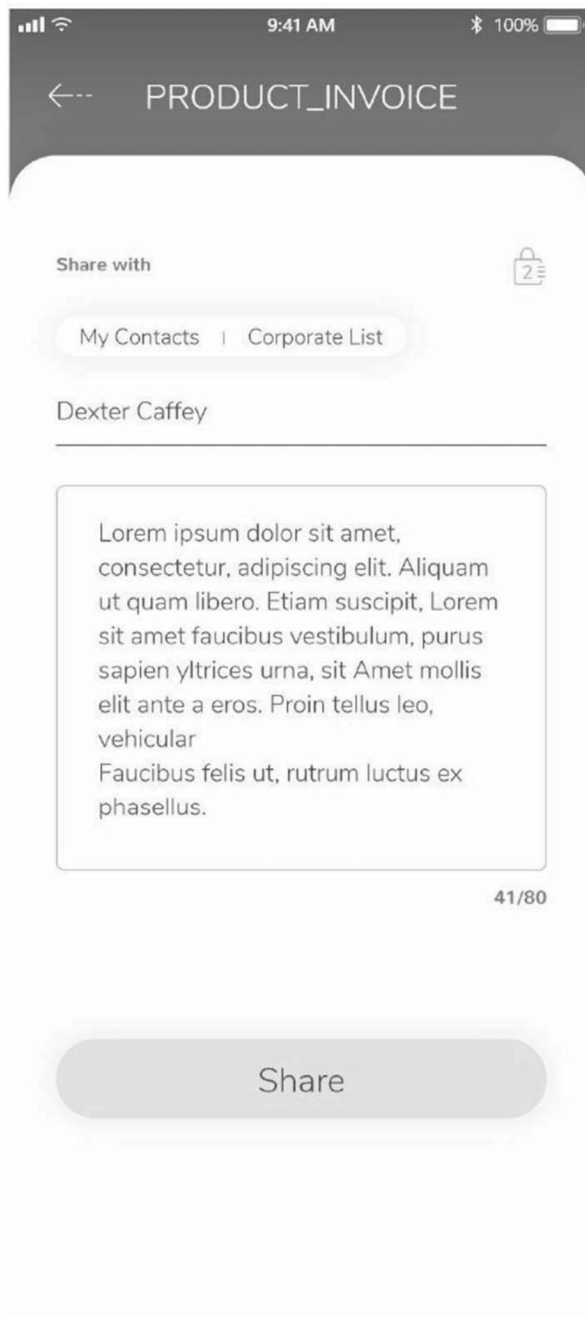 9:41 AM
100%
PRODUCT_INVOICE
Share with
2
My Contacts | Corporate List
Dexter Caffey
Lorem ipsum dolor sit amet,
consectetur, adipiscing elit. Aliquam
ut quam libero. Etiam suscipit, Lorem
sit amet faucibus vestibulum, purus
sapien yltrices urna, sit Amet mollis
elit ante a eros. Proin tellus leo,
vehicular
Faucibus felis ut, rutrum luctus ex
phasellus.
41/80
Share